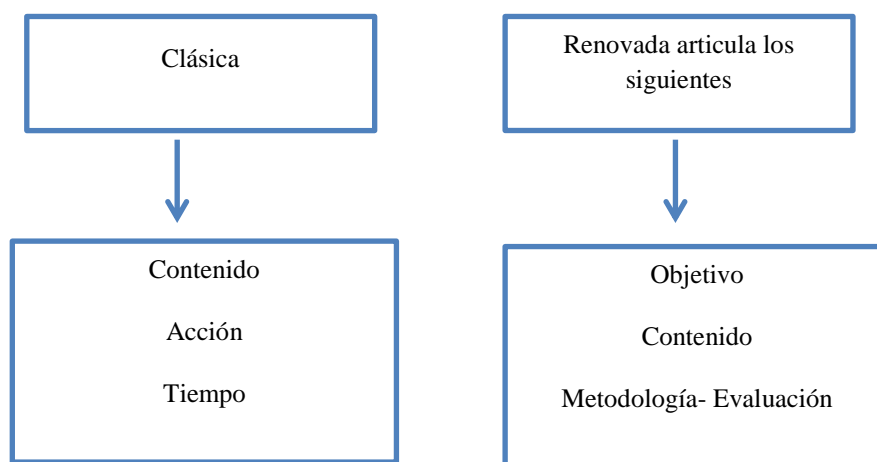 Clásica
Renovada articula los
siguientes
Contenido
Acción
Tiempo
Objetivo
Contenido
Metodología- Evaluación